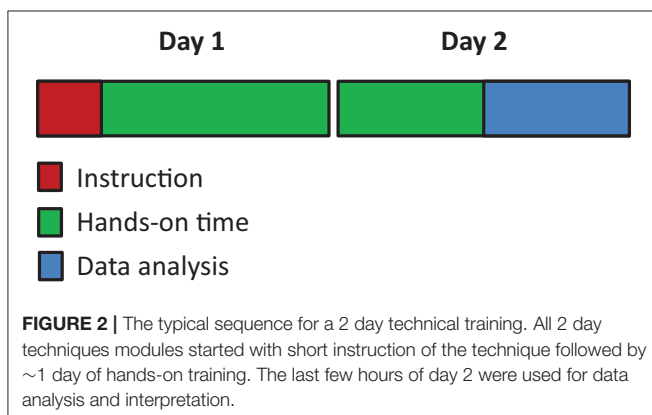 Day 1 Day 2
Instruction
Hands-on time
Data analysis
FIGURE 2 | The typical sequence for a 2 day technical training. All 2 day
techniques modules started with short instruction of the technique followed by
∼1 day of hands-on training. The last few hours of day 2 were used for data
analysis and interpretation.